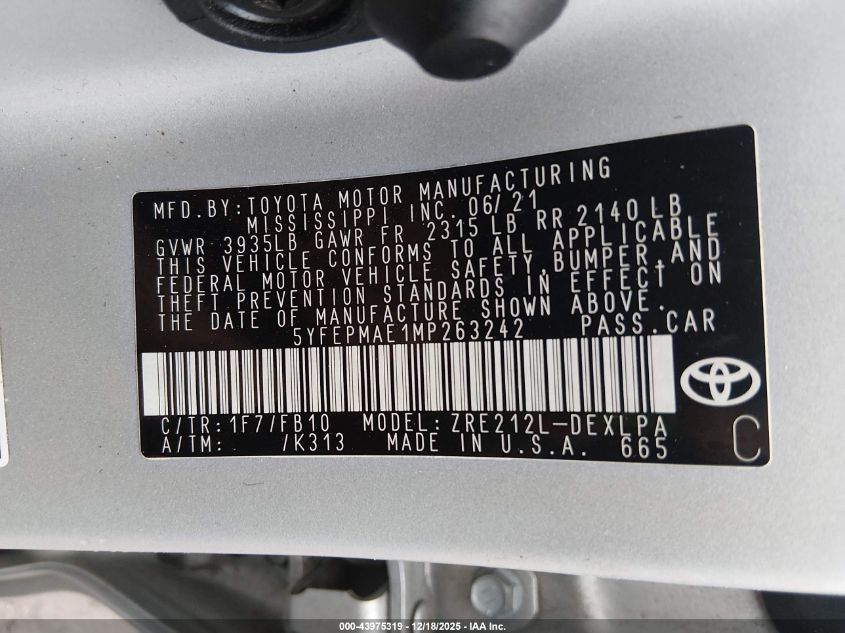 MFD. BY: TOYOTA MOTOR MANUFACTURING
MISSISSIPPI INC. 06/21
GVWR 3935LB GAWR FR 2315 LB RR 2140 LB
THIS VEHICLE CONFORMS TO ALL APPLICABLE
FEDERAL MOTOR VEHICLE SAFETY, BUMPER, AND
THEFT PREVENTION STANDARDS IN EFFECT ON
THE DATE OF MANUFACTURE SHOWN ABOVE.
5YFEPMAE1MP263242 PASS. CAR
C/TR: 1F7/FB10 MODEL: ZRE212L-DEXLPA
A/TM: /K313 MADE IN U.S.A. 665
C
000-43975319 - 12/18/2025 - IAA Inc.